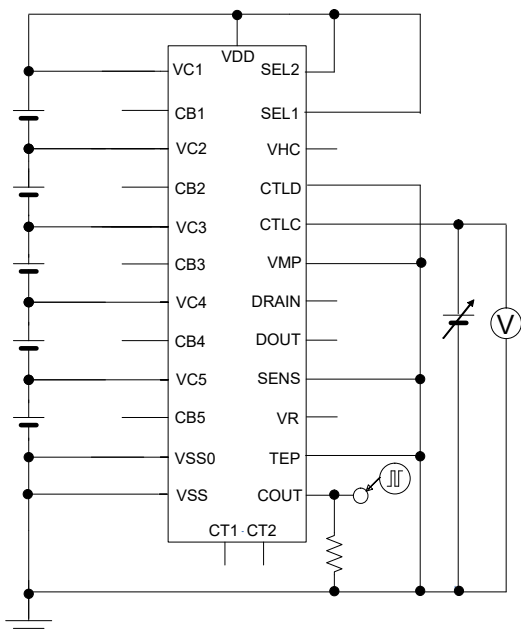 VDD
VC1
SEL2
CB1
SEL1
VC2
VHC
CB2
CTLD
VC3
CTLC
CB3
VMP
VC4
DRAIN
V
CB4
DOUT
VC5
SENS
CB5
VR
VSS0
TEP
VSS
COUT
CT1 CT2